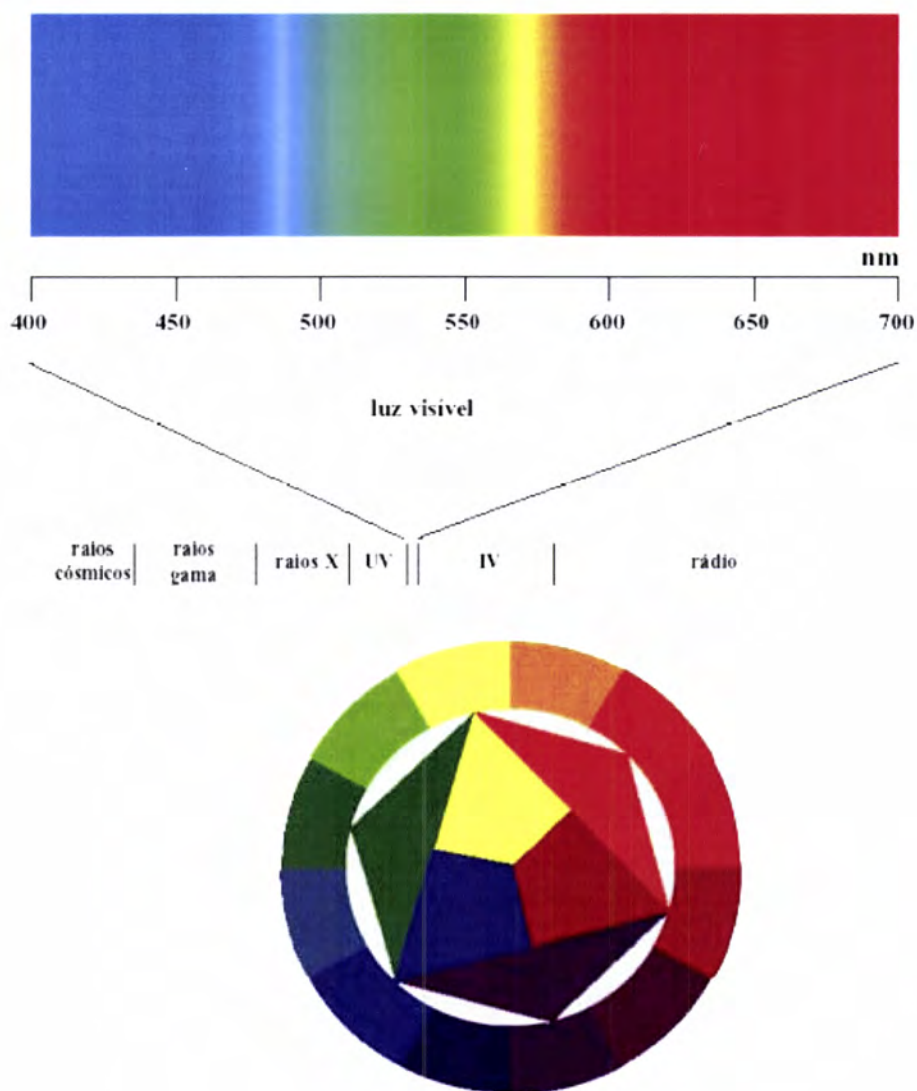 nm
400 450 500 550 600 650 700
luz visível
raios cósmicos
raios gama
raios X
UV
IV
rádio